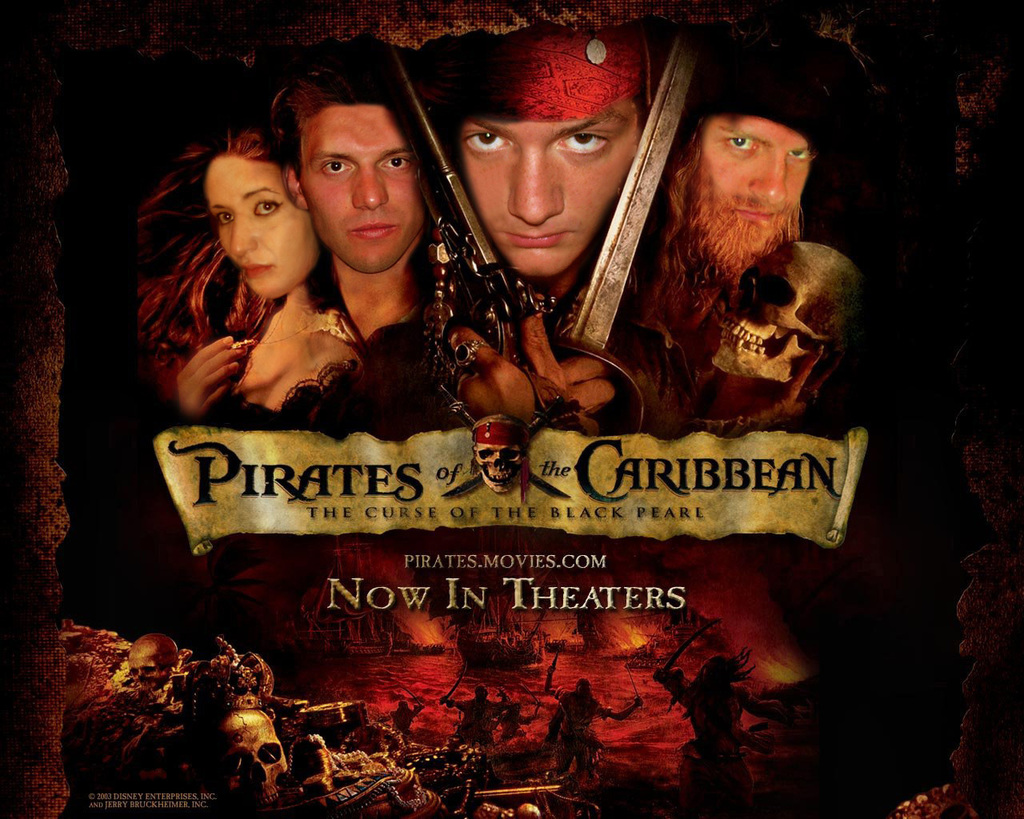 PIRATES of the CARIBBEAN
THE CURSE OF THE BLACK PEARL
PIRATES.MOVIES.COM
NOW IN THEATERS
© 2003 DISNEY ENTERPRISES, INC.
AND JERRY BRUCKHEIMER, INC.